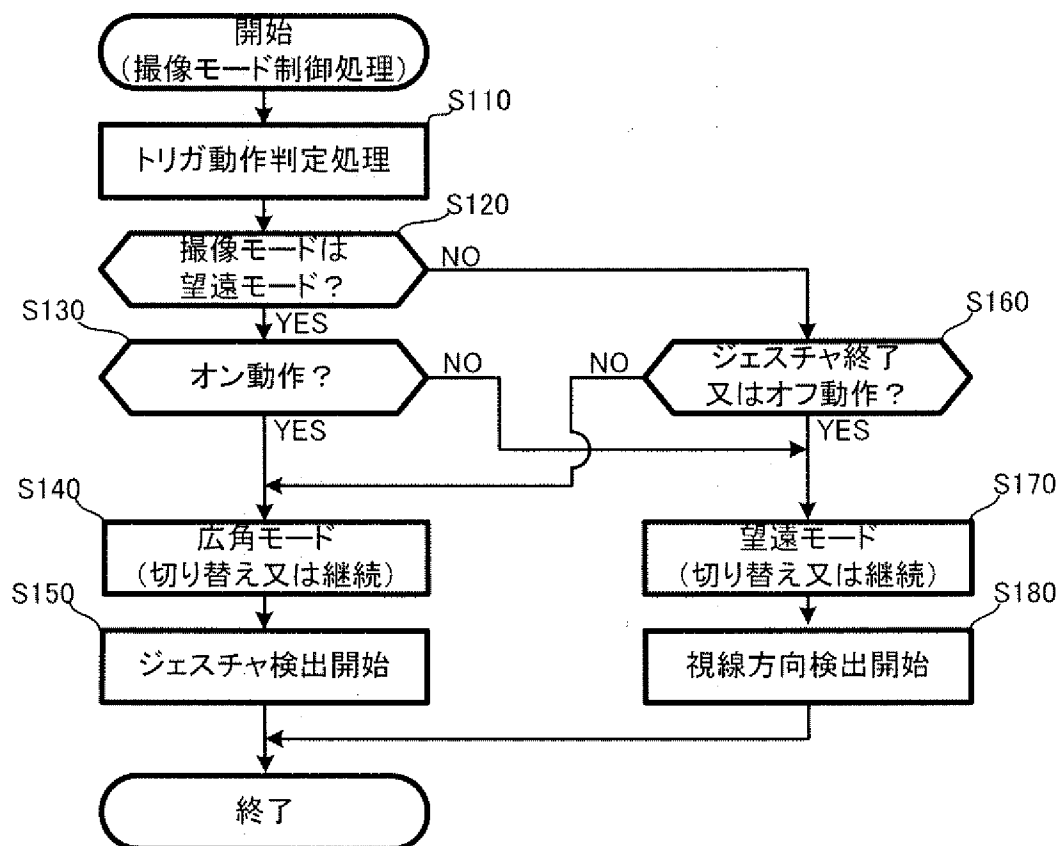 開始
(撮像モード制御処理)
S110
トリガ動作判定処理
S120
撮像モードは
望遠モード?
NO
YES
S130
オン動作?
NO
YES
S160
ジェスチャ終了
又はオフ動作?
NO
YES
S140
広角モード
(切り替え又は継続)
S150
ジェスチャ検出開始
S170
望遠モード
(切り替え又は継続)
S180
視線方向検出開始
終了